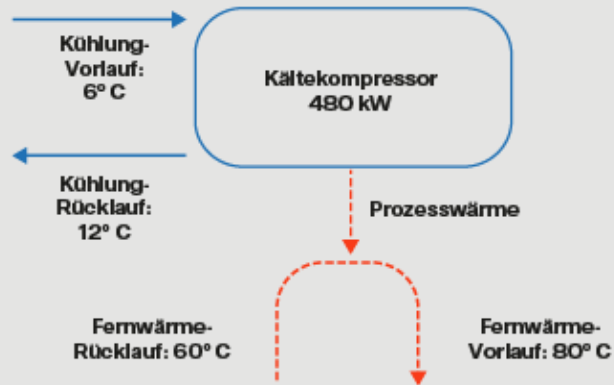 Kühlung-
Vorlauf:
6° C
Kältekompressor
480 kW
Kühlung-
Rücklauf:
12° C
Prozesswärme
Fernwärme-
Rücklauf: 60° C
Fernwärme-
Vorlauf: 80° C